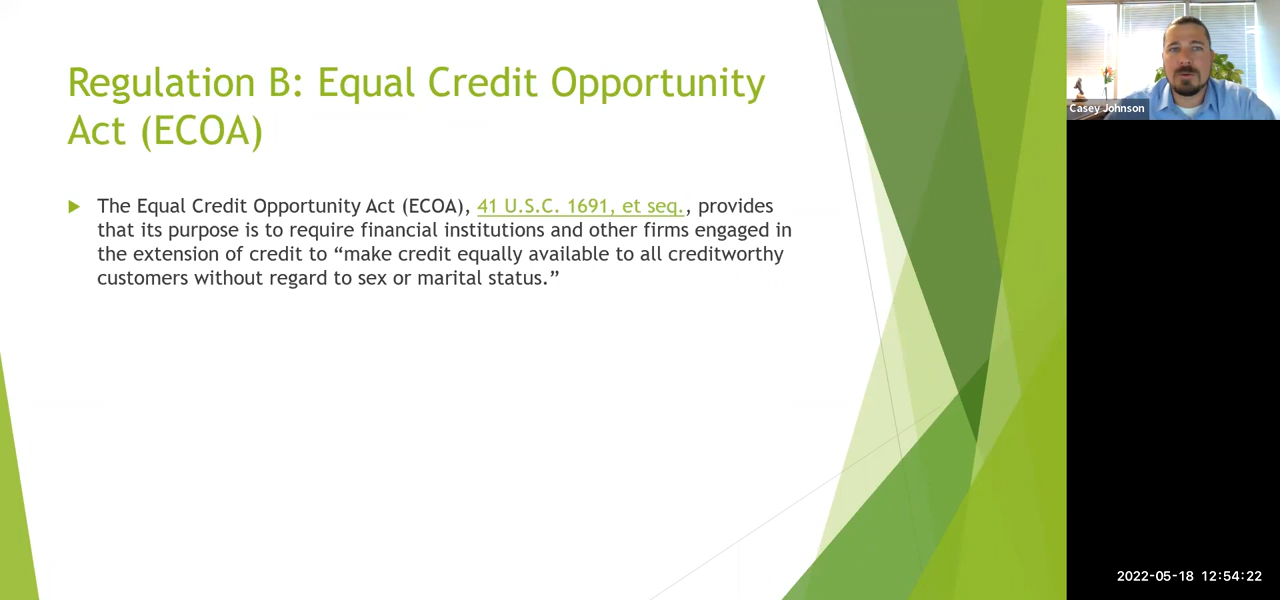 Regulation B: Equal Credit Opportunity
Act (ECOA)
The Equal Credit Opportunity Act (ECOA), 41 U.S.C. 1691, et seq., provides
that its purpose is to require financial institutions and other firms engaged in
the extension of credit to “make credit equally available to all creditworthy
customers without regard to sex or marital status.”
Casey Johnson
2022-05-18 12:54:22